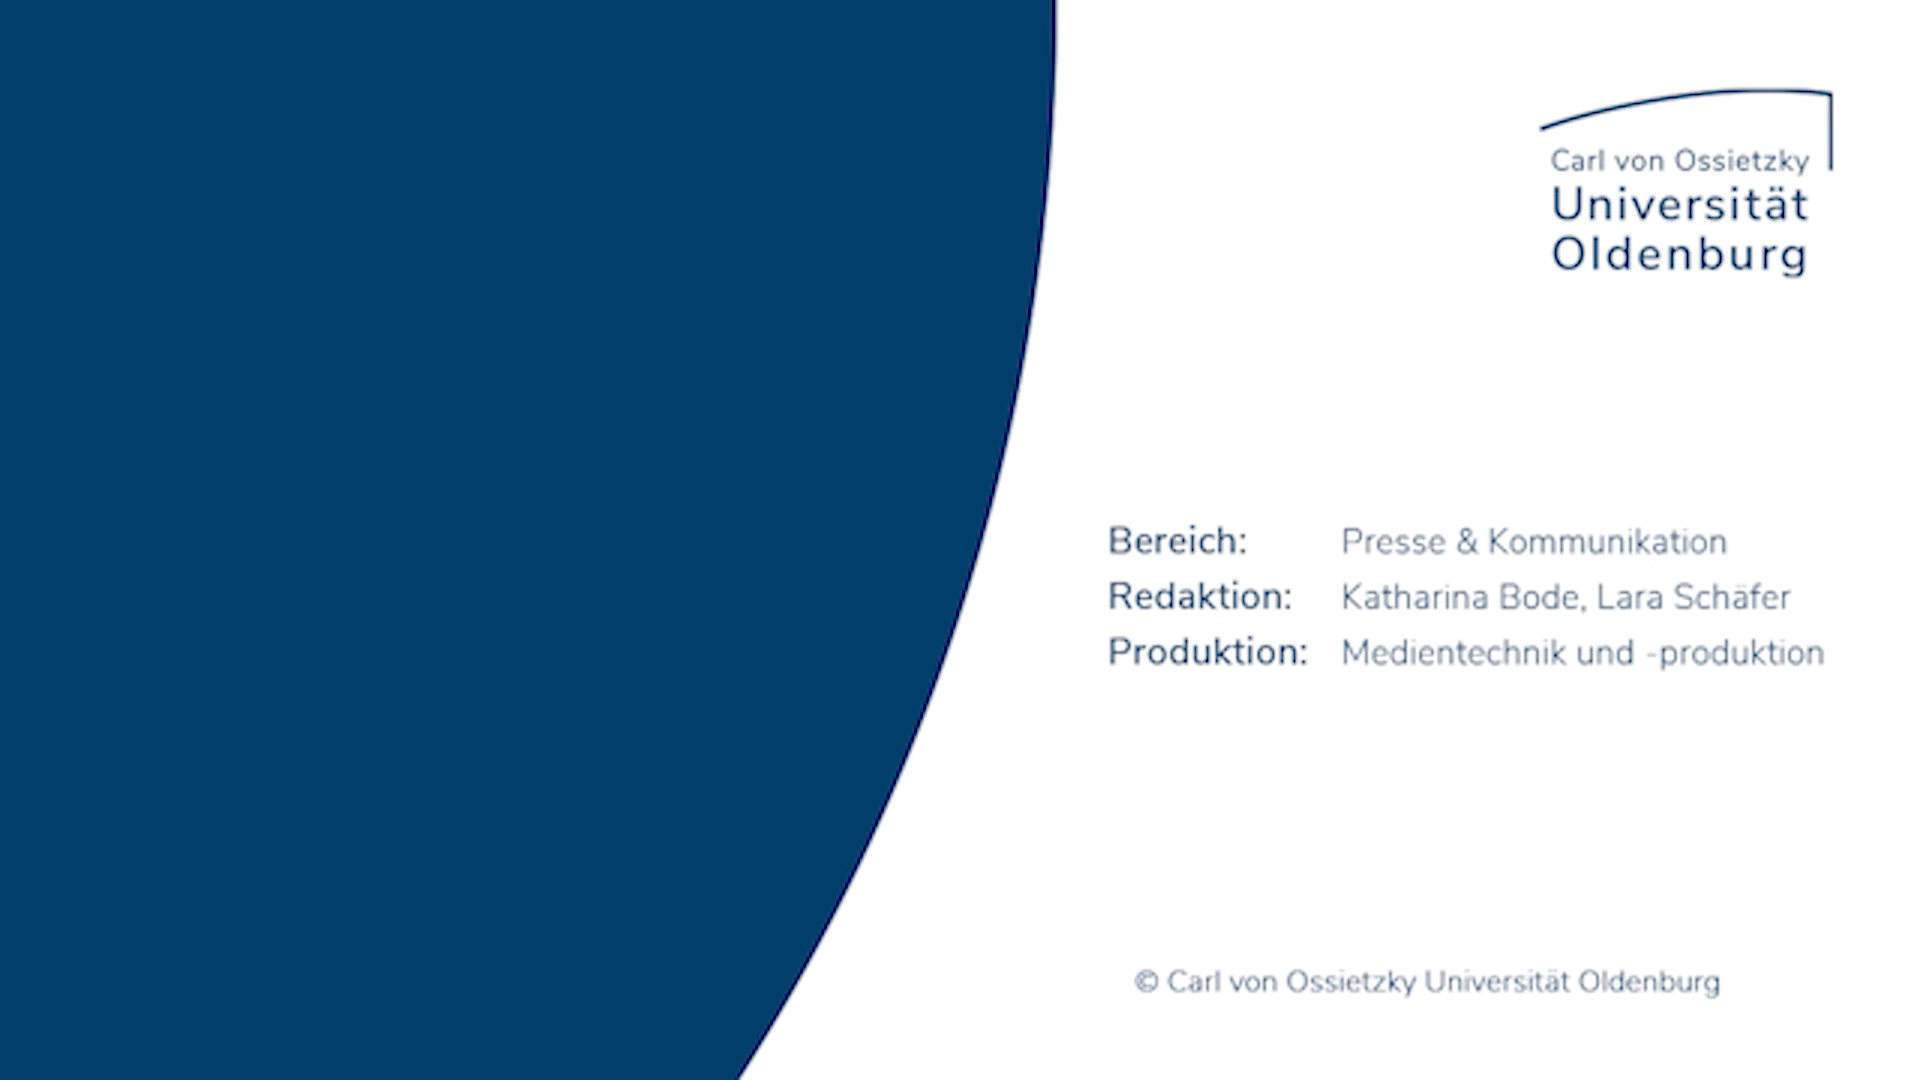 Carl von Ossietzky
Universität
Oldenburg
Bereich: Presse & Kommunikation
Redaktion: Katharina Bode, Lara Schäfer
Produktion: Medientechnik und -produktion
© Carl von Ossietzky Universität Oldenburg